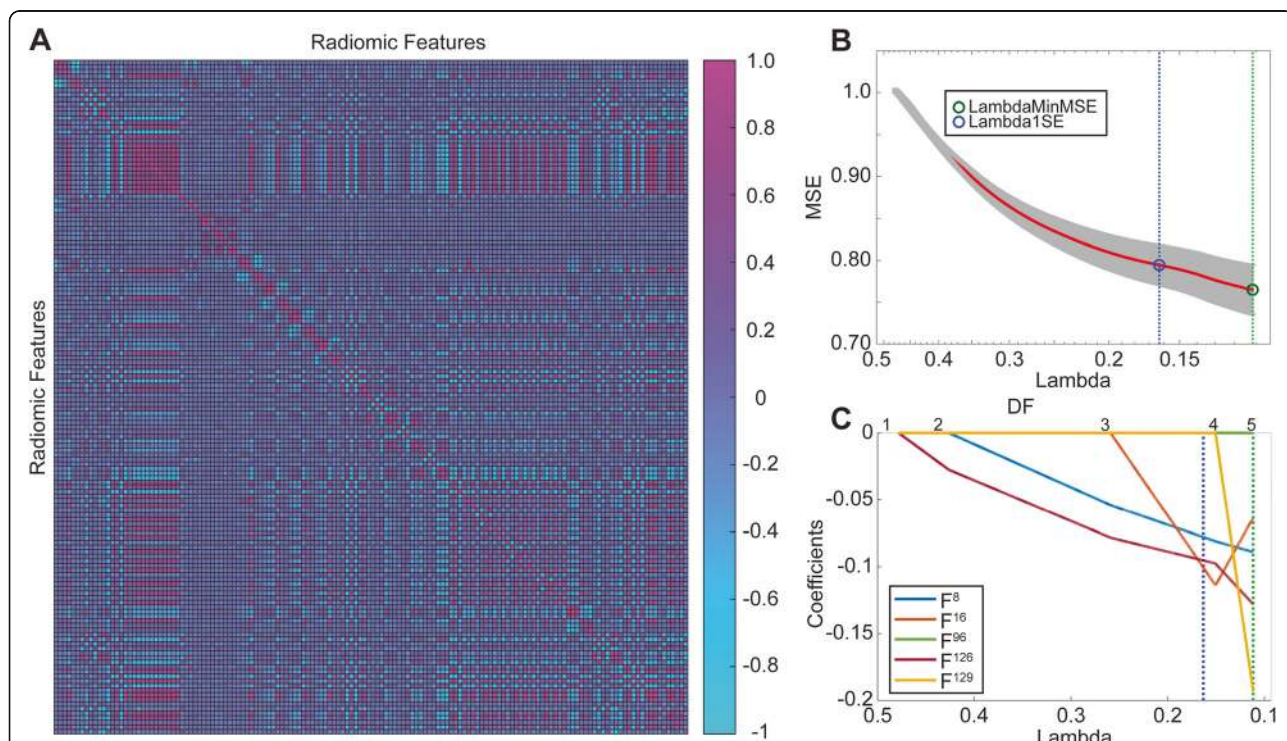 A
Radiomic Features
Radiomic Features
1.0
0.8
0.6
0.4
0.2
0
-0.2
-0.4
-0.6
-0.8
-1
B
MSE
1.0
0.90
0.80
0.70
LambdaMinMSE
Lambda1SE
0.5 0.4 0.3 0.2 0.15
Lambda
C
DF
1 2 3 4 5
Coefficients
0
-0.05
-0.1
-0.15
-0.2
F8
F16
F96
F126
F129
0.5 0.4 0.3 0.2 0.1
Lambda